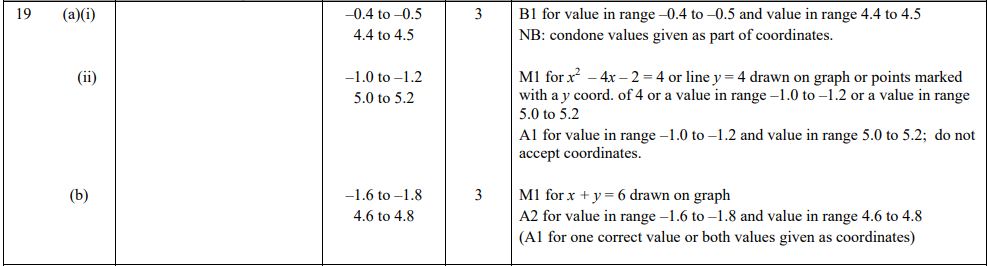 19 (a)(i) –0.4 to –0.5 3 B1 for value in range –0.4 to –0.5 and value in range 4.4 to 4.5
4.4 to 4.5 NB: condone values given as part of coordinates.
(ii) –1.0 to –1.2 M1 for x² – 4x – 2 = 4 or line y = 4 drawn on graph or points marked
5.0 to 5.2 with a y coord. of 4 or a value in range –1.0 to –1.2 or a value in range
5.0 to 5.2
A1 for value in range –1.0 to –1.2 and value in range 5.0 to 5.2; do not
accept coordinates.
(b) –1.6 to –1.8 3 M1 for x + y = 6 drawn on graph
4.6 to 4.8 A2 for value in range –1.6 to –1.8 and value in range 4.6 to 4.8
(A1 for one correct value or both values given as coordinates)